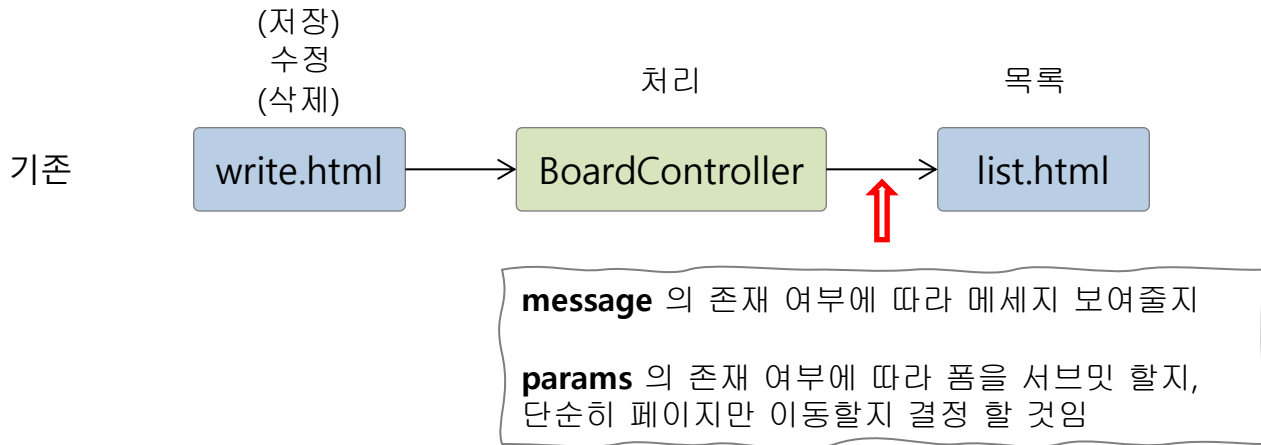 (저장)
수정
(삭제)
처리
목록
기존
write.html
BoardController
list.html
message 의 존재 여부에 따라 메세지 보여줄지
params 의 존재 여부에 따라 폼을 서브밋 할지,
단순히 페이지만 이동할지 결정 할 것임